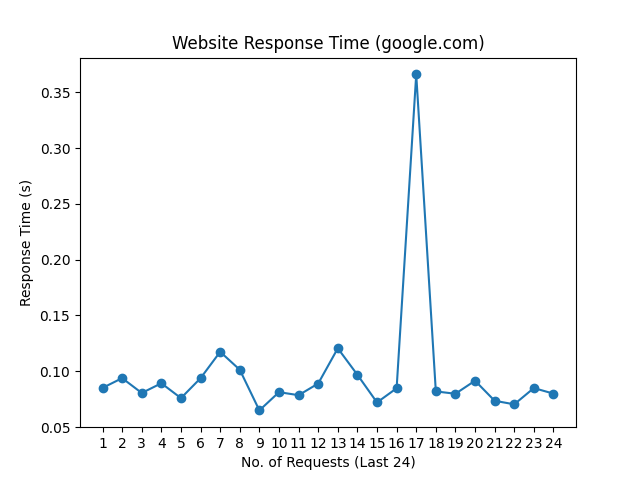 Website Response Time (google.com)
0.35
0.30
0.25
0.20
0.15
0.10
0.05
Response Time (s)
1 2 3 4 5 6 7 8 9 10 11 12 13 14 15 16 17 18 19 20 21 22 23 24
No. of Requests (Last 24)